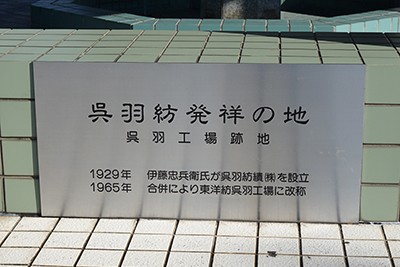 呉羽紡発祥の地
呉羽工場跡地
1929年 伊藤忠兵衛氏が呉羽紡績㈱を設立
1965年 合併により東洋紡呉羽工場に改称